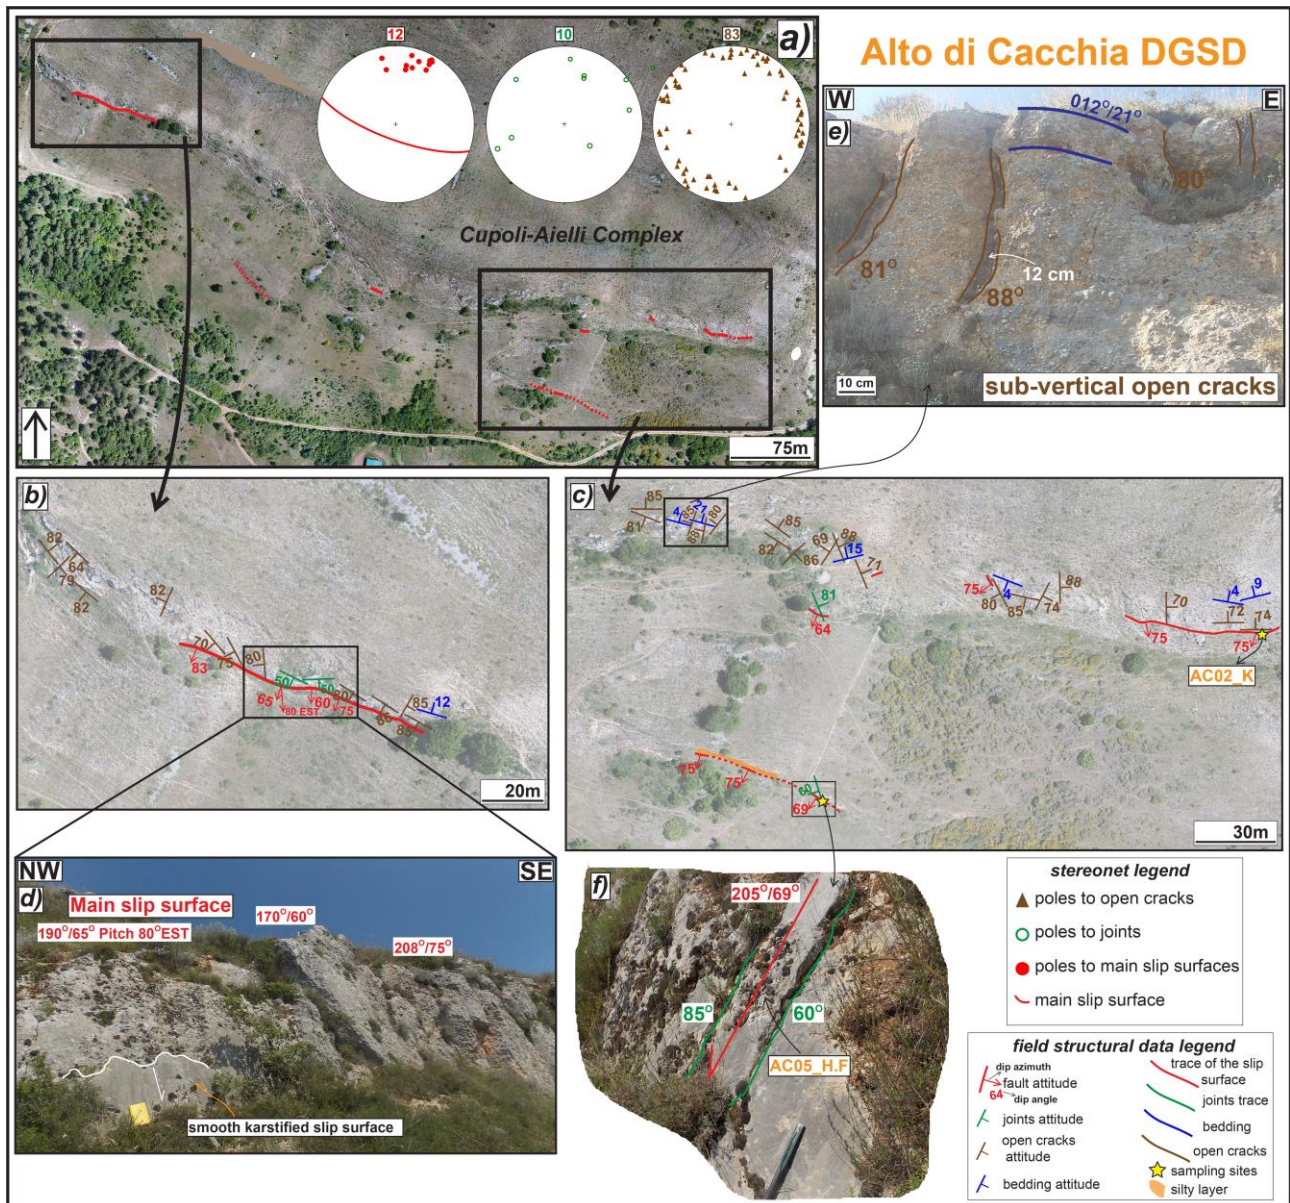 12
10
83
a)
Alto di Cacchia DGSD
Cupoli-Aielli Complex
75m
W
E
e)
012°/21°
80°
81°
12 cm
88°
10 cm
sub-vertical open cracks
b)
82
64
79
82
82
70
75
83
80
50
50
65
80 EST
60
80
75
86
85
85
12
20m
c)
85
81
4
85
21
80
88
85
82
69
86
88
15
71
81
64
75
80
4
85
74
88
70
75
4
9
72
74
75
AC02_K
75
75
60
69
30m
NW
SE
d)
Main slip surface
170°/60°
190°/65° Pitch 80°EST
208°/75°
smooth karstified slip surface
f)
205°/69°
85°
60°
AC05_H.F
stereonet legend
poles to open cracks
poles to joints
poles to main slip surfaces
main slip surface
field structural data legend
dip azimuth
fault attitude
64
dip angle
joints attitude
open cracks
attitude
bedding attitude
trace of the slip
surface
joints trace
bedding
open cracks
sampling sites
silty layer